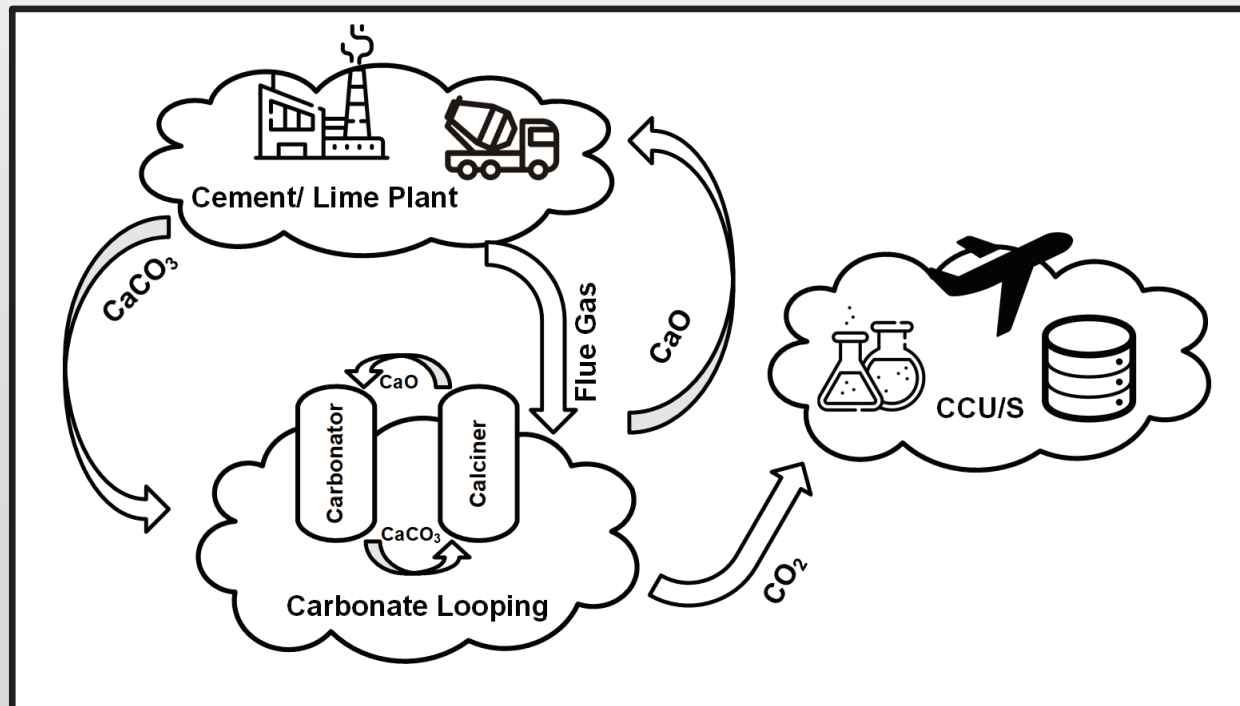 Cement/ Lime Plant
CaCO₃
Flue Gas
CaO
CaO
Carbonator
Calciner
CaCO₃
Carbonate Looping
CCU/S
CO₂